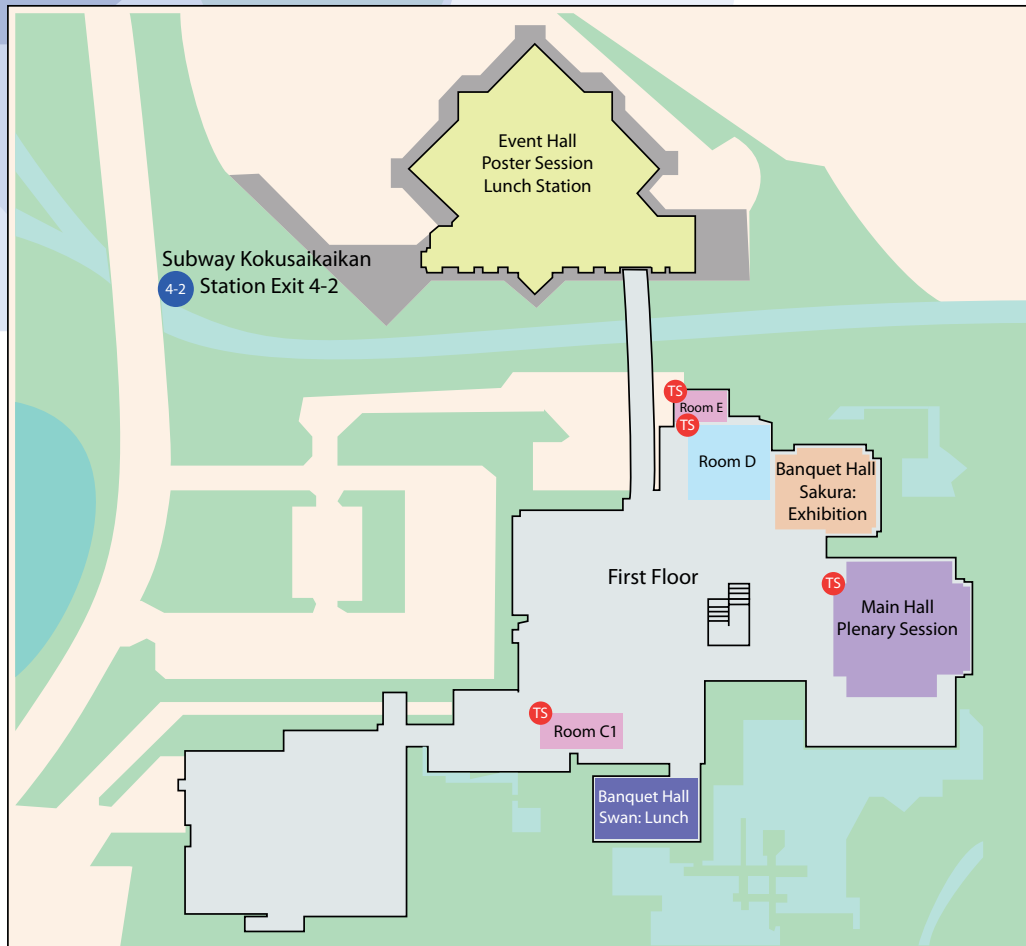 Event Hall
Poster Session
Lunch Station
Subway Kokusaikaikan
4-2 Station Exit 4-2
TS
Room E
TS
Room D
Banquet Hall
Sakura:
Exhibition
First Floor
TS
Main Hall
Plenary Session
TS
Room C1
Banquet Hall
Swan: Lunch